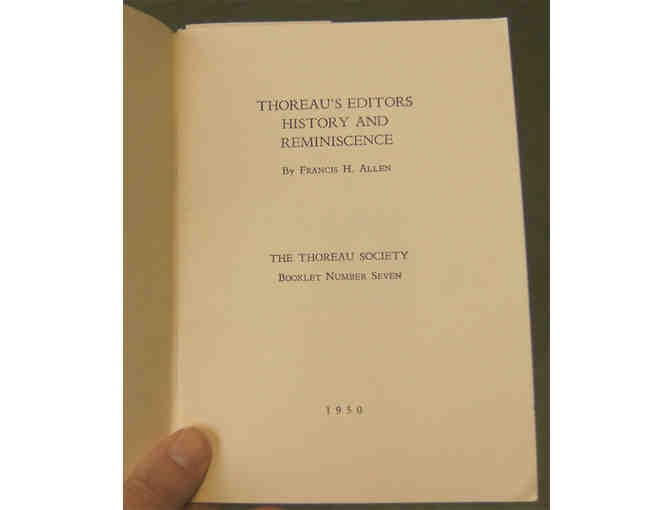 THOREAU'S EDITORS
HISTORY AND
REMINISCENCE
By Francis H. Allen
THE THOREAU SOCIETY
Booklet Number Seven
1950